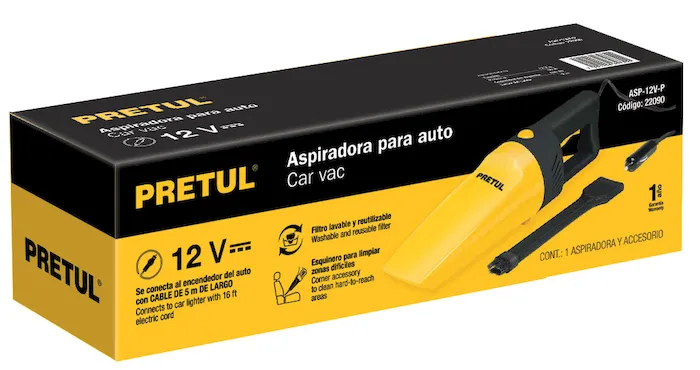 PRETUL®
Aspiradora para auto
Car vac
12 V
ASP-12V-P
Código: 22090
PRETUL®
Aspiradora para auto
Car vac
12 V
Se conecta al encendedor del auto
con CABLE DE 5 m DE LARGO
Connects to car lighter with 16 ft
electric cord
Filtro lavable y reutilizable
Washable and reusable filter
Esquinero para limpiar
zonas difíciles
Corner accessory
to clean hard-to-reach
areas
PRETUL
1 año
Garantía
Warranty
CONT.: 1 ASPIRADORA Y ACCESORIO
PRETUL®